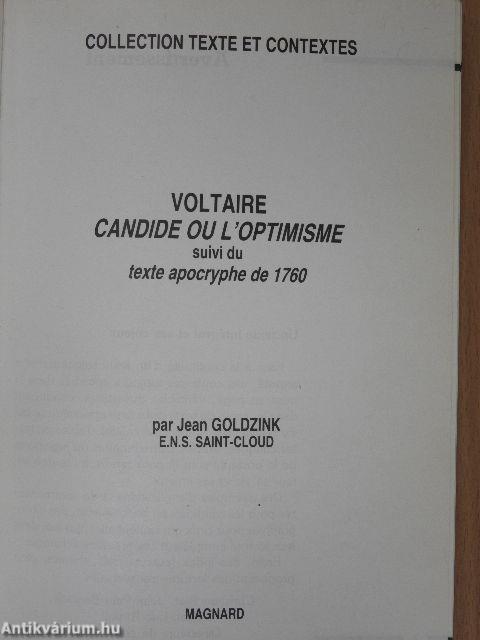 COLLECTION TEXTE ET CONTEXTES
VOLTAIRE
CANDIDE OU L'OPTIMISME
suivi du
texte apocryphe de 1760
par Jean GOLDZINK
E.N.S. SAINT-CLOUD
MAGNARD
Antikvárium.hu